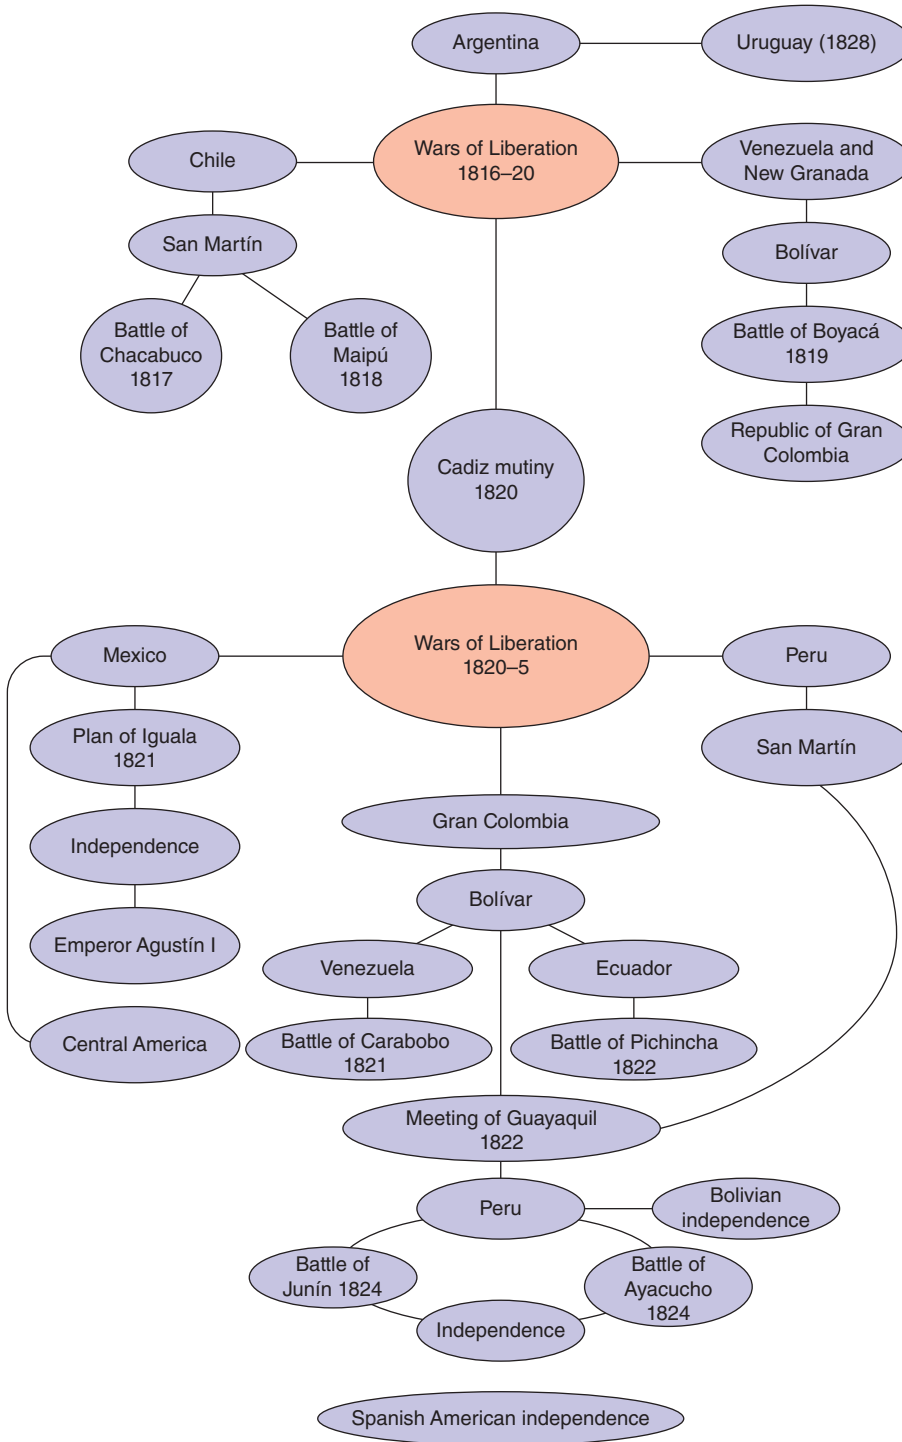 Argentina
Uruguay (1828)
Wars of Liberation
1816–20
Chile
Venezuela and
New Granada
San Martín
Bolívar
Battle of
Chacabuco
1817
Battle of
Maipú
1818
Battle of Boyacá
1819
Republic of Gran
Colombia
Cadiz mutiny
1820
Wars of Liberation
1820–5
Mexico
Peru
Plan of Iguala
1821
San Martín
Gran Colombia
Independence
Bolívar
Emperor Agustín I
Venezuela
Ecuador
Central America
Battle of Carabobo
1821
Battle of Pichincha
1822
Meeting of Guayaquil
1822
Peru
Bolivian
independence
Battle of
Junín 1824
Battle of
Ayacucho
1824
Independence
Spanish American independence